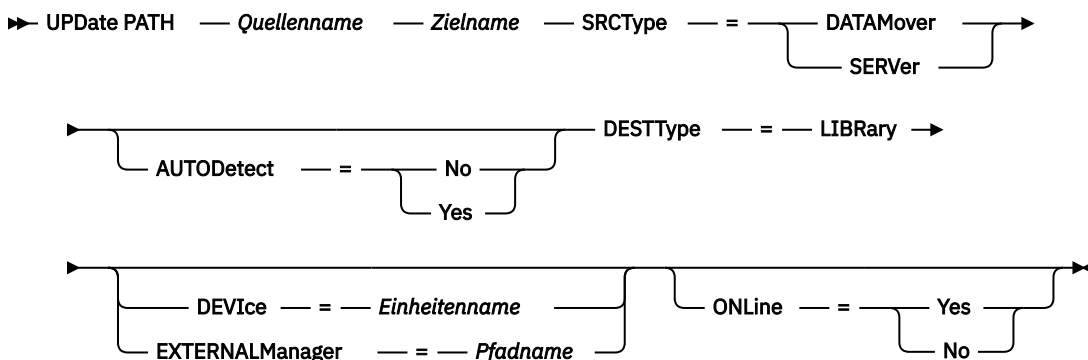 UPDate PATH Quellenname Zielname SRCType = DATAMover
SERVer
AUTODetect = No
Yes
DESTType = LIBRary
DEVIce = Einheitenname
EXTERNALManager = Pfadname
ONLine = Yes
No